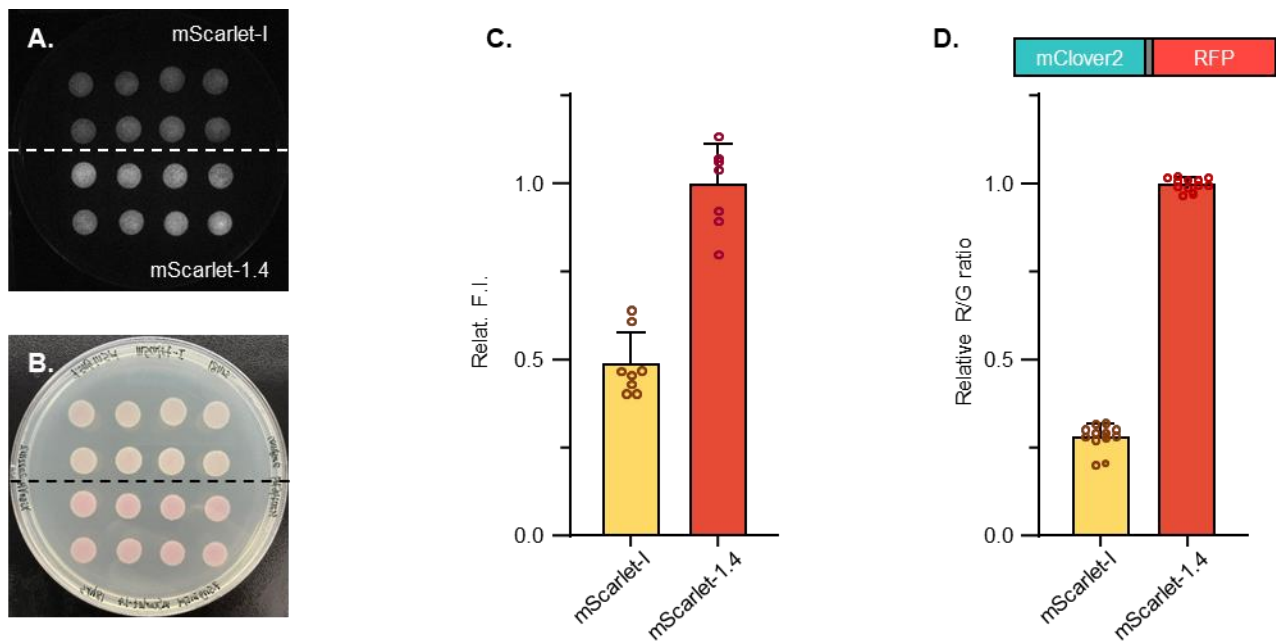 A.
mScarlet-I
mScarlet-1.4
B.
C.
Relat. F.I.
1.0
0.5
0.0
mScarlet-I
mScarlet-1.4
D.
mClover2
RFP
Relative R/G ratio
1.0
0.5
0.0
mScarlet-I
mScarlet-1.4